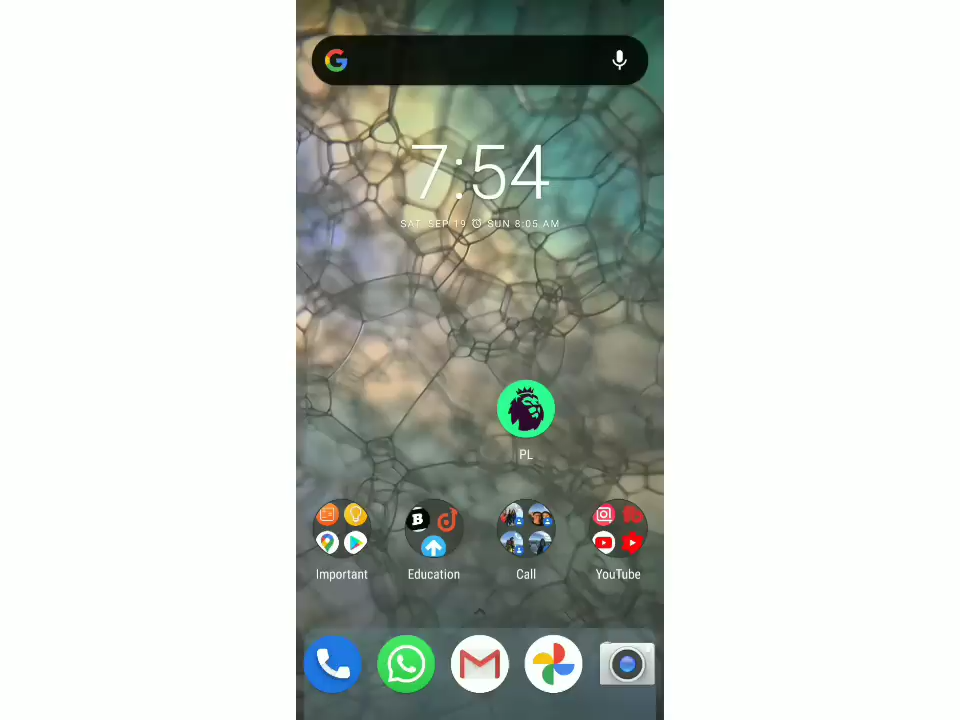 7:54
SAT, SEP 19 SUN 8:05 AM
PL
B
Important
Education
Call
YouTube